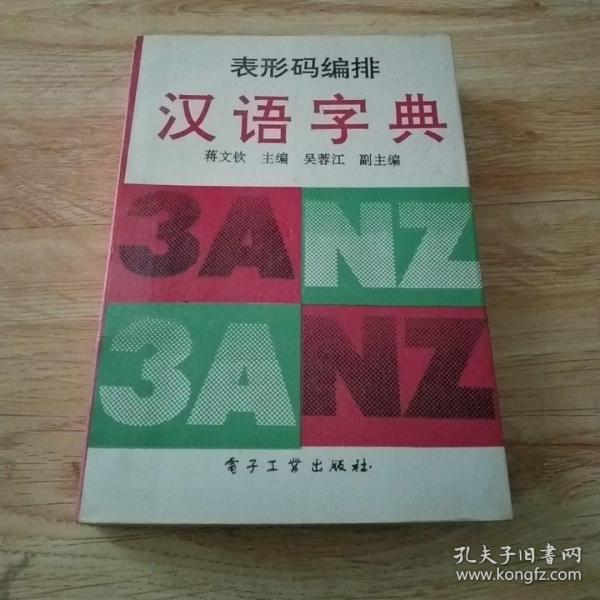 表形码编排
汉语字典
蒋文钦 主编 吴蓉江 副主编
3ANZ
3ANZ
電子工業出版社
孔夫子旧书网
www.kongfz.com